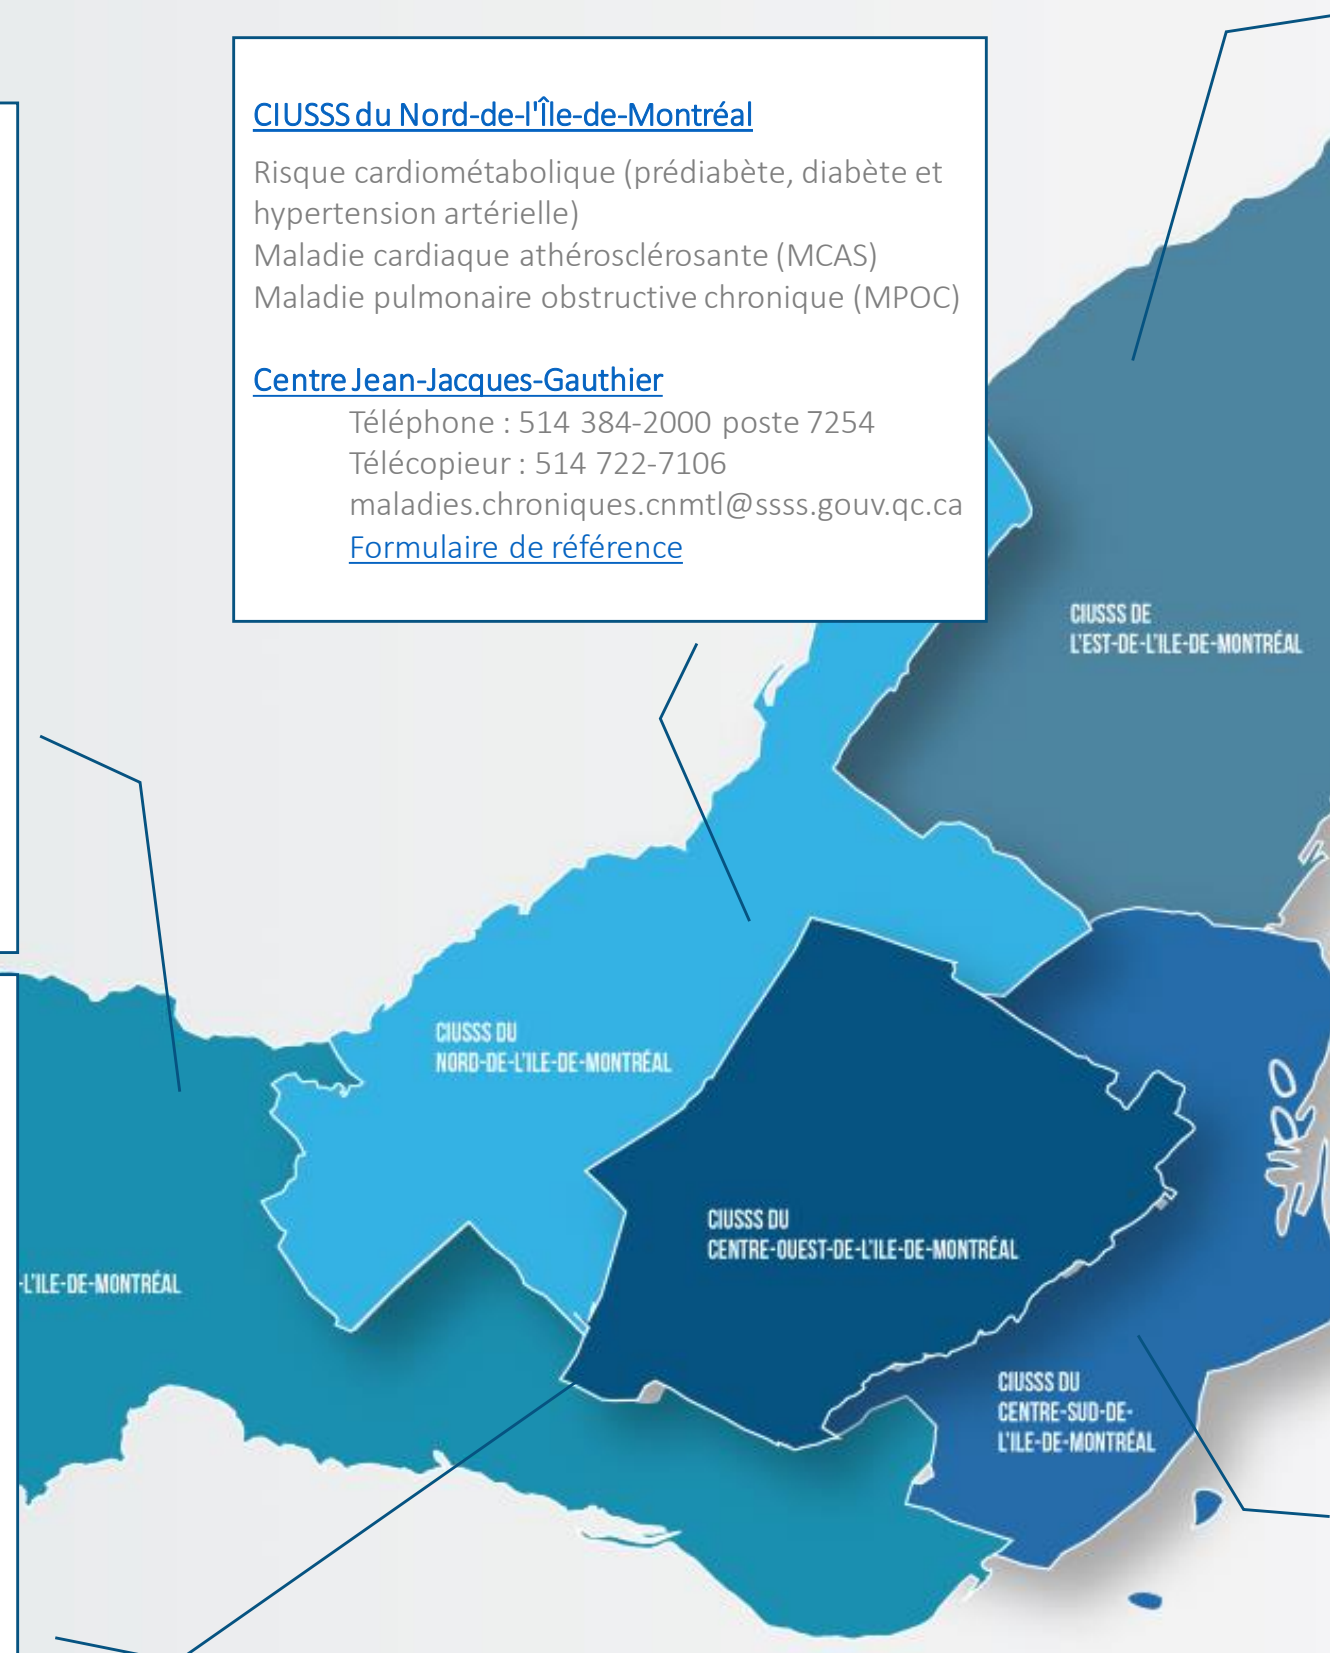 CIUSSS du Nord-de-l'Île-de-Montréal
Risque cardiométabolique (prédiabète, diabète et
hypertension artérielle)
Maladie cardiaque athérosclérosante (MCAS)
Maladie pulmonaire obstructive chronique (MPOC)
Centre Jean-Jacques-Gauthier
Téléphone : 514 384-2000 poste 7254
Télécopieur : 514 722-7106
maladies.chroniques.cnmtl@ssss.gouv.qc.ca
Formulaire de référence
CIUSSS DE
L'EST-DE-L'ILE-DE-MONTRÉAL
CIUSSS DU
NORD-DE-L'ILE-DE-MONTRÉAL
CIUSSS DU
CENTRE-OUEST-DE-L'ILE-DE-MONTRÉAL
-L'ILE-DE-MONTRÉAL
CIUSSS DU
CENTRE-SUD-DE-
L'ILE-DE-MONTRÉAL